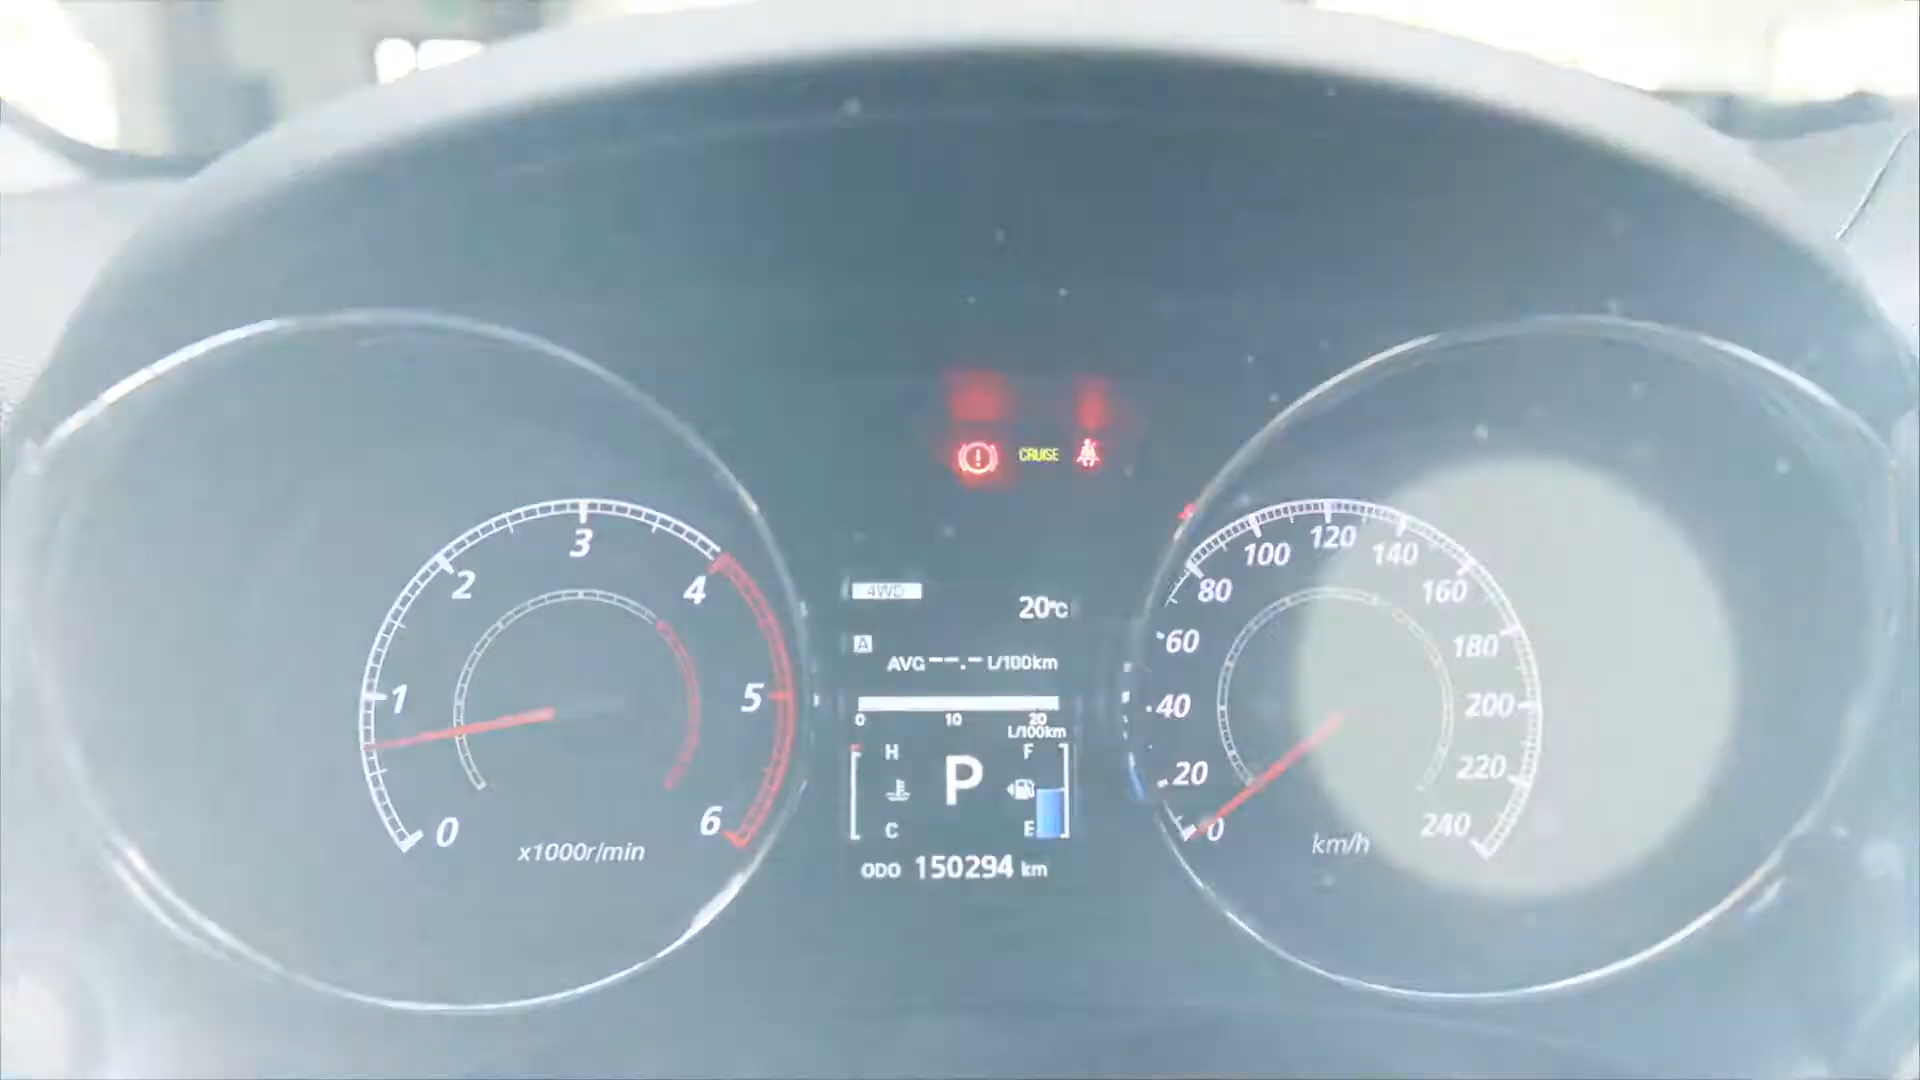 CRUISE
0 1 2 3 4 5 6
x1000r/min
4WD
20°C
A
AVG --.- L/100km
0 10 20
L/100km
H F
P
C E
ODO 150294 km
0 20 40 60 80 100 120 140 160 180 200 220 240
km/h